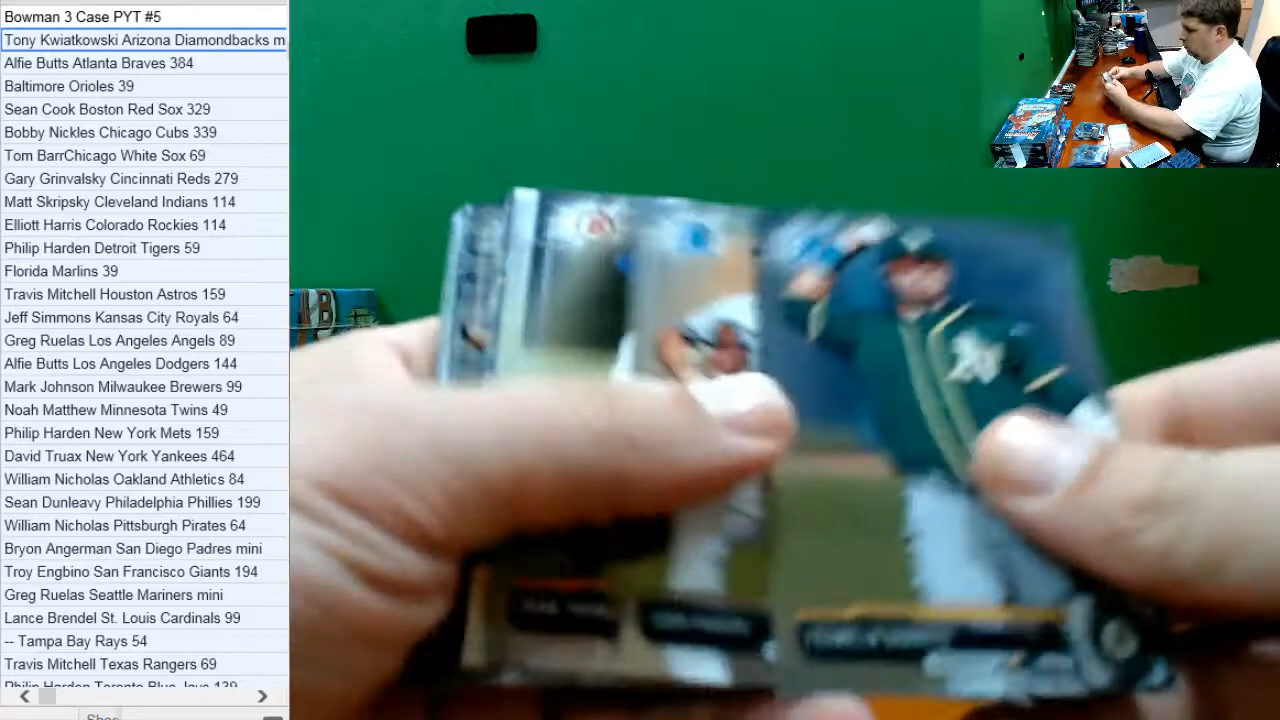 Bowman 3 Case PYT #5
Tony Kwiatkowski Arizona Diamondbacks m
Alfie Butts Atlanta Braves 384
Baltimore Orioles 39
Sean Cook Boston Red Sox 329
Bobby Nickles Chicago Cubs 339
Tom BarrChicago White Sox 69
Gary Grinvalsky Cincinnati Reds 279
Matt Skripsky Cleveland Indians 114
Elliott Harris Colorado Rockies 114
Philip Harden Detroit Tigers 59
Florida Marlins 39
Travis Mitchell Houston Astros 159
Jeff Simmons Kansas City Royals 64
Greg Ruelas Los Angeles Angels 89
Alfie Butts Los Angeles Dodgers 144
Mark Johnson Milwaukee Brewers 99
Noah Matthew Minnesota Twins 49
Philip Harden New York Mets 159
David Truax New York Yankees 464
William Nicholas Oakland Athletics 84
Sean Dunleavy Philadelphia Phillies 199
William Nicholas Pittsburgh Pirates 64
Bryon Angerman San Diego Padres mini
Troy Engbino San Francisco Giants 194
Greg Ruelas Seattle Mariners mini
Lance Brendel St. Louis Cardinals 99
-- Tampa Bay Rays 54
Travis Mitchell Texas Rangers 69
Philip Harden Toronto Blue Jays 139